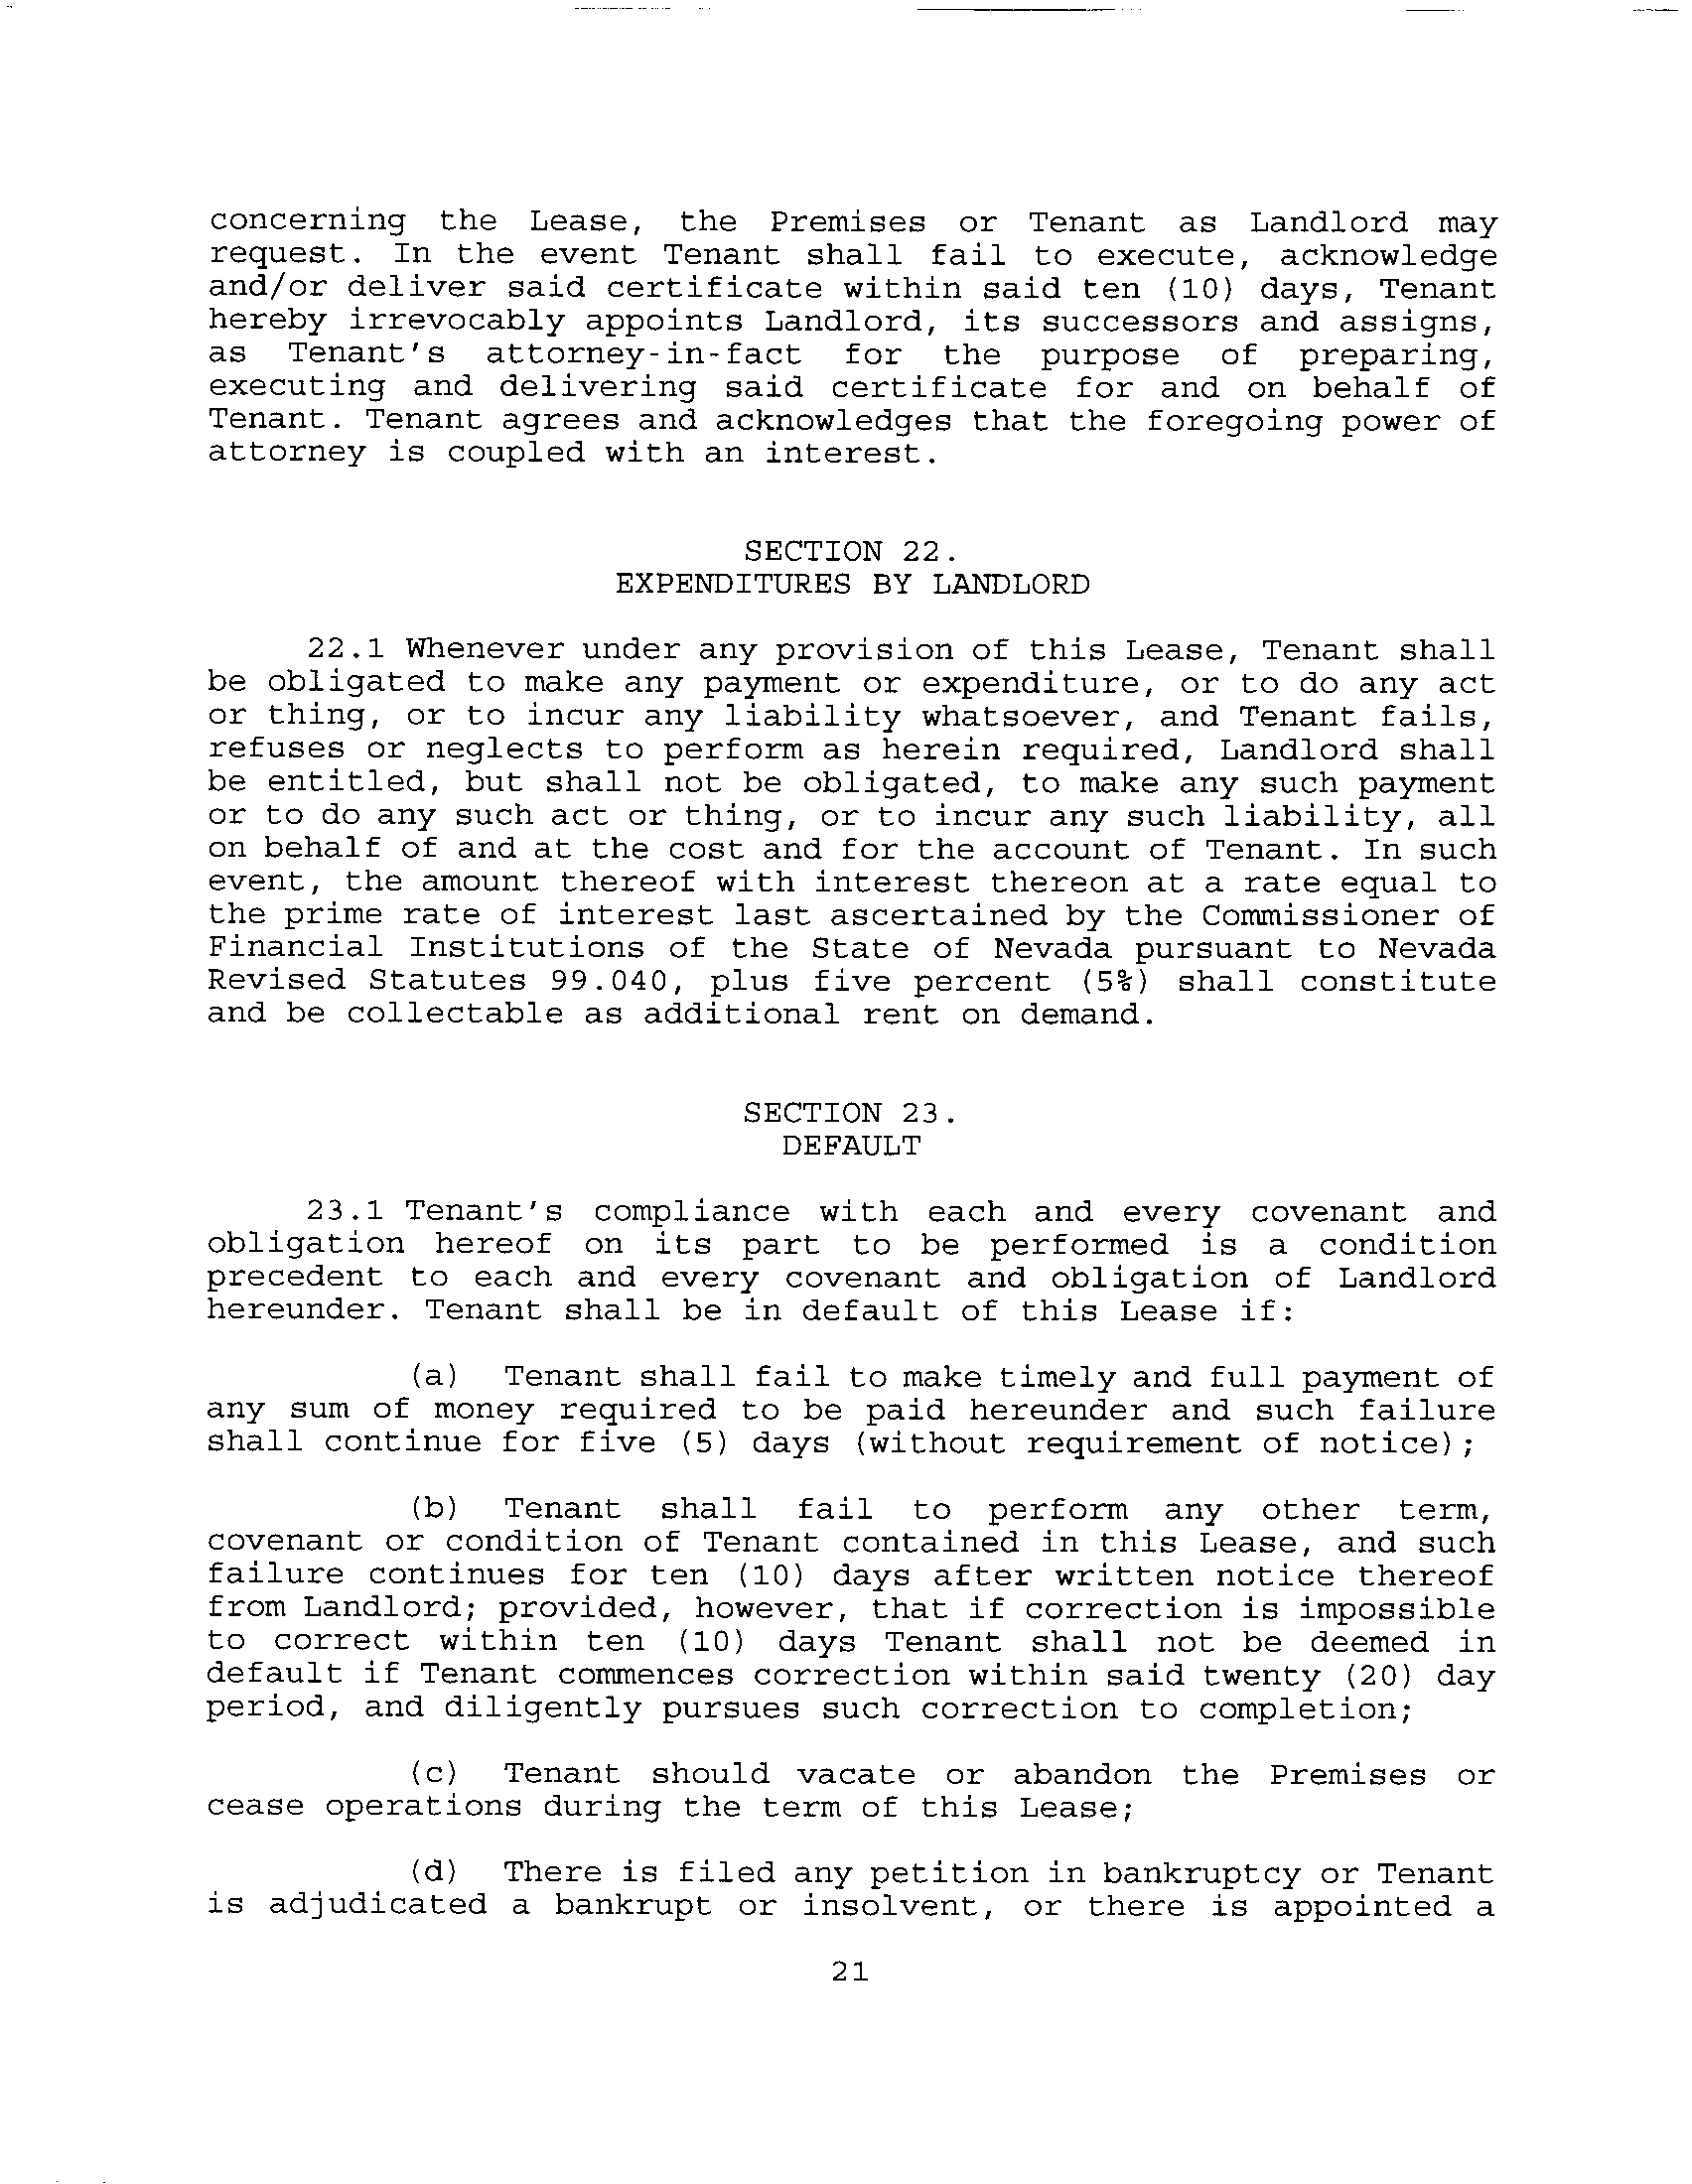 concerning the Lease, the Premises or Tenant as Landlord may
request. In the event Tenant shall fail to execute, acknowledge
and/or deliver said certificate within said ten (10) days, Tenant
hereby irrevocably appoints Landlord, its successors and assigns,
as Tenant's attorney-in-fact for the purpose of preparing,
executing and delivering said certificate for and on behalf of
Tenant. Tenant agrees and acknowledges that the foregoing power of
attorney is coupled with an interest.
SECTION 22.
EXPENDITURES BY LANDLORD
22.1 Whenever under any provision of this Lease, Tenant shall
be obligated to make any payment or expenditure, or to do any act
or thing, or to incur any liability whatsoever, and Tenant fails,
refuses or neglects to perform as herein required, Landlord shall
be entitled, but shall not be obligated, to make any such payment
or to do any such act or thing, or to incur any such liability, all
on behalf of and at the cost and for the account of Tenant. In such
event, the amount thereof with interest thereon at a rate equal to
the prime rate of interest last ascertained by the Commissioner of
Financial Institutions of the State of Nevada pursuant to Nevada
Revised Statutes 99.040, plus five percent (5%) shall constitute
and be collectable as additional rent on demand.
SECTION 23.
DEFAULT
23.1 Tenant's compliance with each and every covenant and
obligation hereof on its part to be performed is a condition
precedent to each and every covenant and obligation of Landlord
hereunder. Tenant shall be in default of this Lease if:
(a) Tenant shall fail to make timely and full payment of
any sum of money required to be paid hereunder and such failure
shall continue for five (5) days (without requirement of notice);
(b) Tenant shall fail to perform any other term,
covenant or condition of Tenant contained in this Lease, and such
failure continues for ten (10) days after written notice thereof
from Landlord; provided, however, that if correction is impossible
to correct within ten (10) days Tenant shall not be deemed in
default if Tenant commences correction within said twenty (20) day
period, and diligently pursues such correction to completion;
(c) Tenant should vacate or abandon the Premises or
cease operations during the term of this Lease;
(d) There is filed any petition in bankruptcy or Tenant
is adjudicated a bankrupt or insolvent, or there is appointed a
21